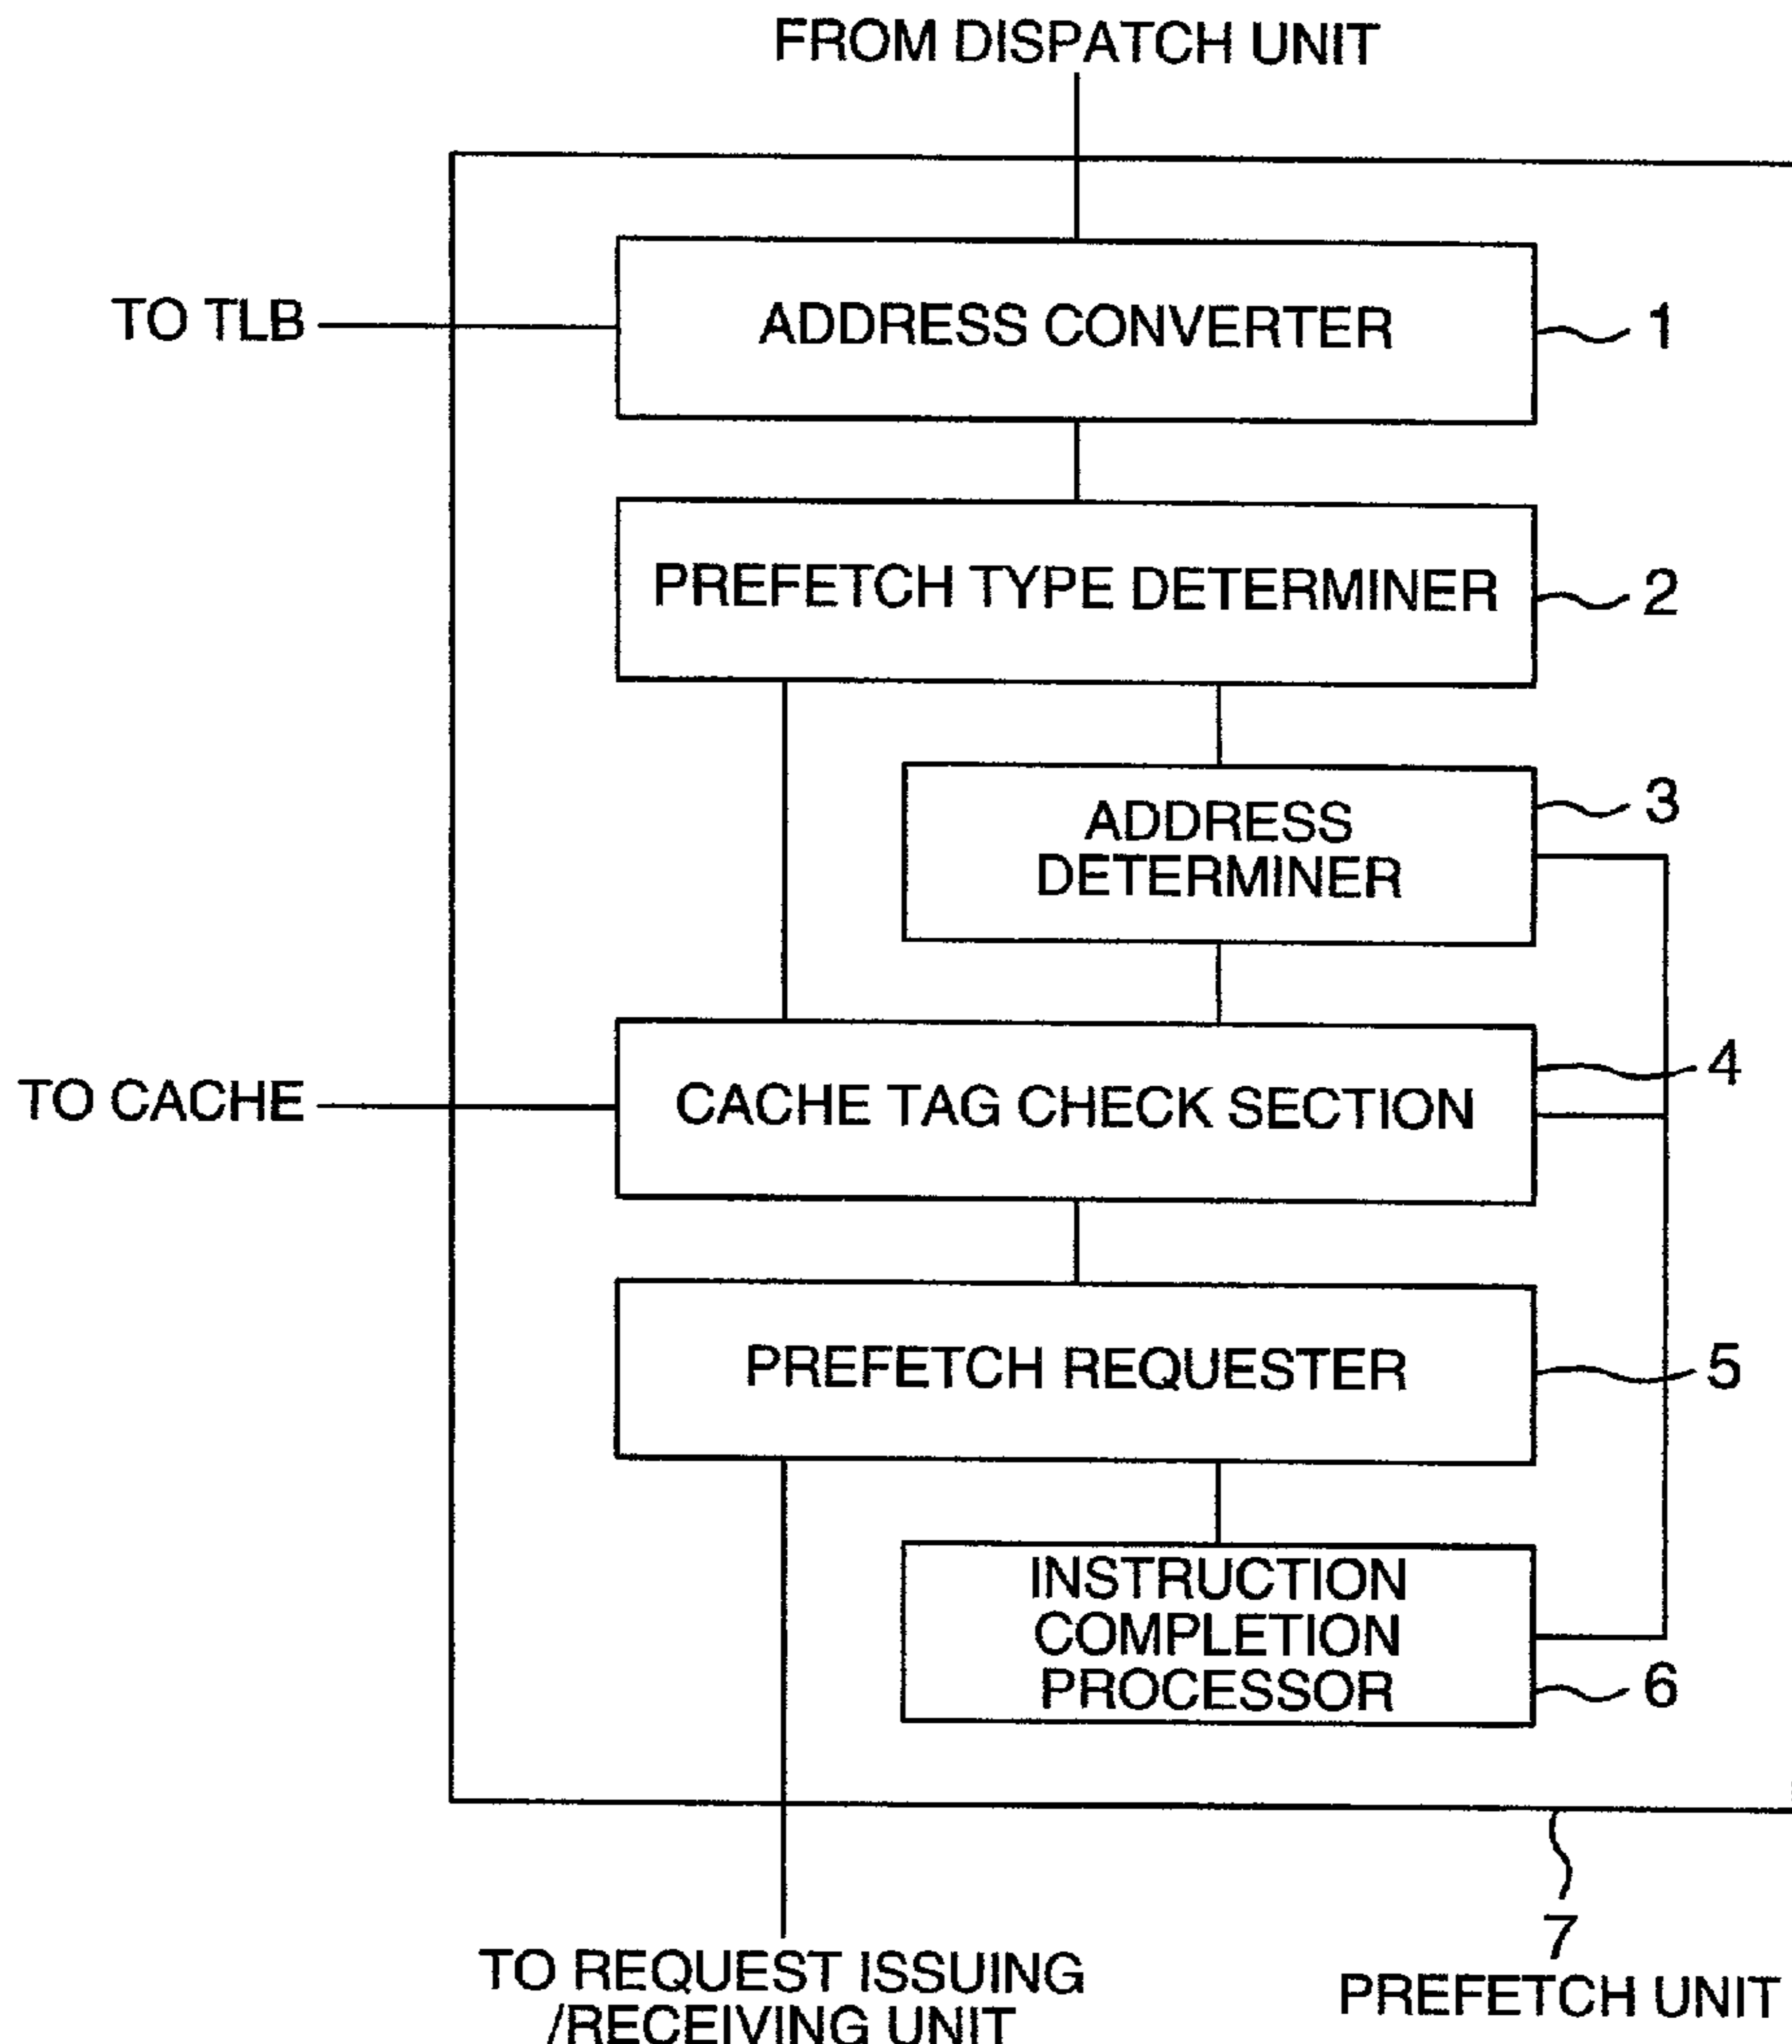 FROM DISPATCH UNIT
TO TLB
ADDRESS CONVERTER
1
PREFETCH TYPE DETERMINER
2
ADDRESS
DETERMINER
3
TO CACHE
CACHE TAG CHECK SECTION
4
PREFETCH REQUESTER
5
INSTRUCTION
COMPLETION
PROCESSOR
6
7
PREFETCH UNIT
TO REQUEST ISSUING
/RECEIVING UNIT